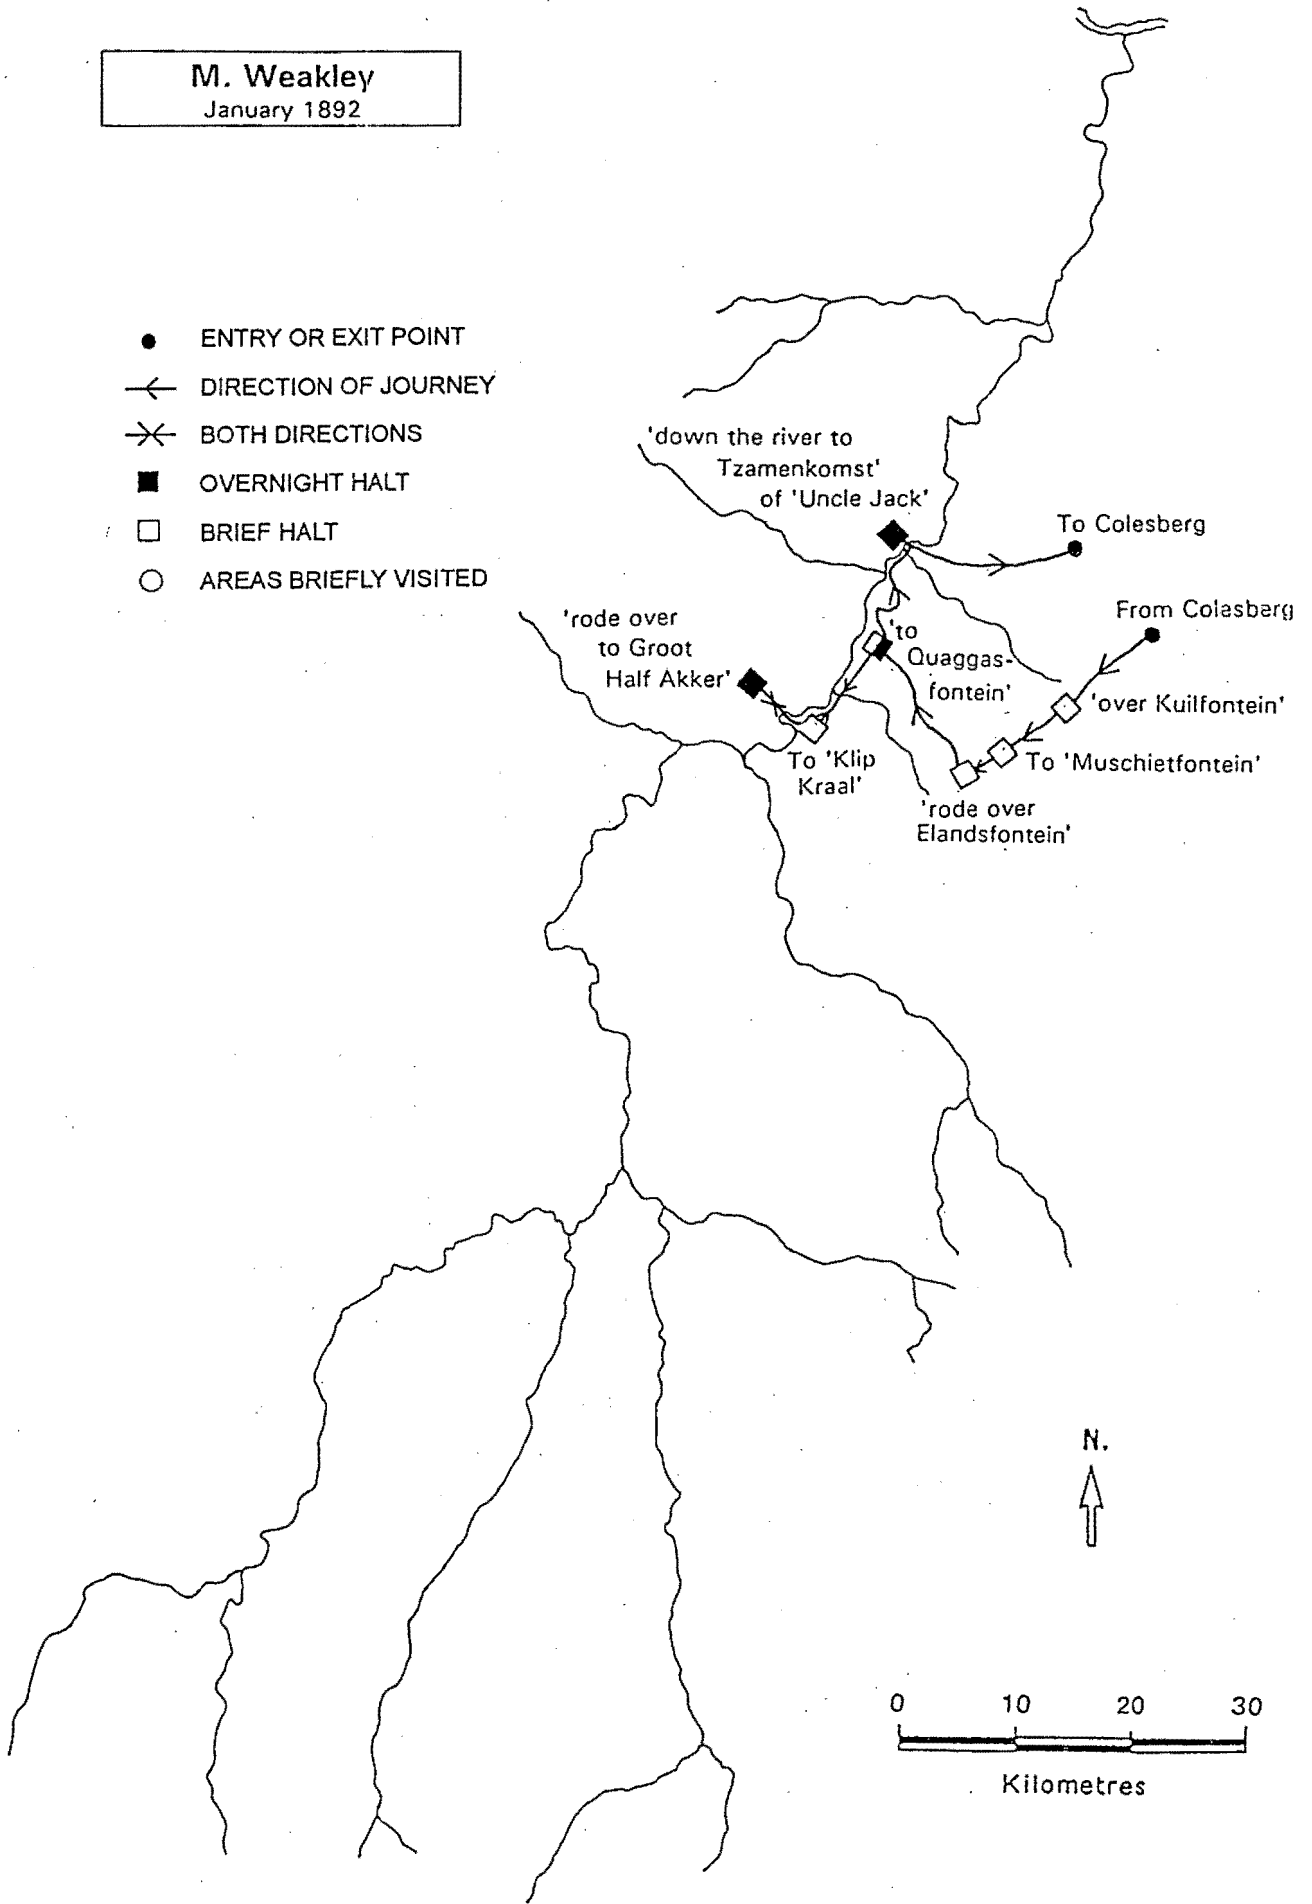 M. Weakley
January 1892
ENTRY OR EXIT POINT
DIRECTION OF JOURNEY
BOTH DIRECTIONS
OVERNIGHT HALT
BRIEF HALT
AREAS BRIEFLY VISITED
'down the river to
Tzamenkomst'
of 'Uncle Jack'
To Colesberg
From Colesberg
'rode over
to Groot
Half Akker'
'to
Quaggas-
fontein'
'over Kuilfontein'
To 'Muschietfontein'
To 'Klip
Kraal'
'rode over
Elandsfontein'
N.
0 10 20 30
Kilometres